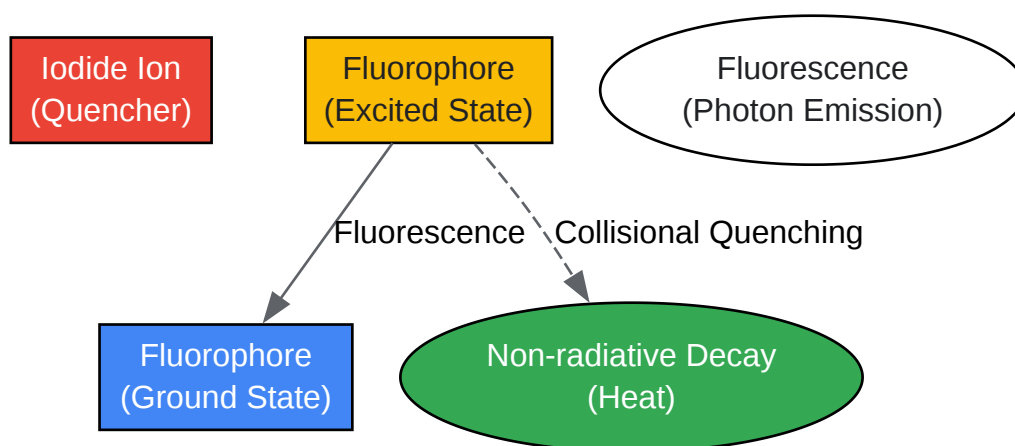 Iodide Ion
(Quencher)
Fluorophore
(Excited State)
Fluorescence
(Photon Emission)
Fluorescence
Collisional Quenching
Fluorophore
(Ground State)
Non-radiative Decay
(Heat)